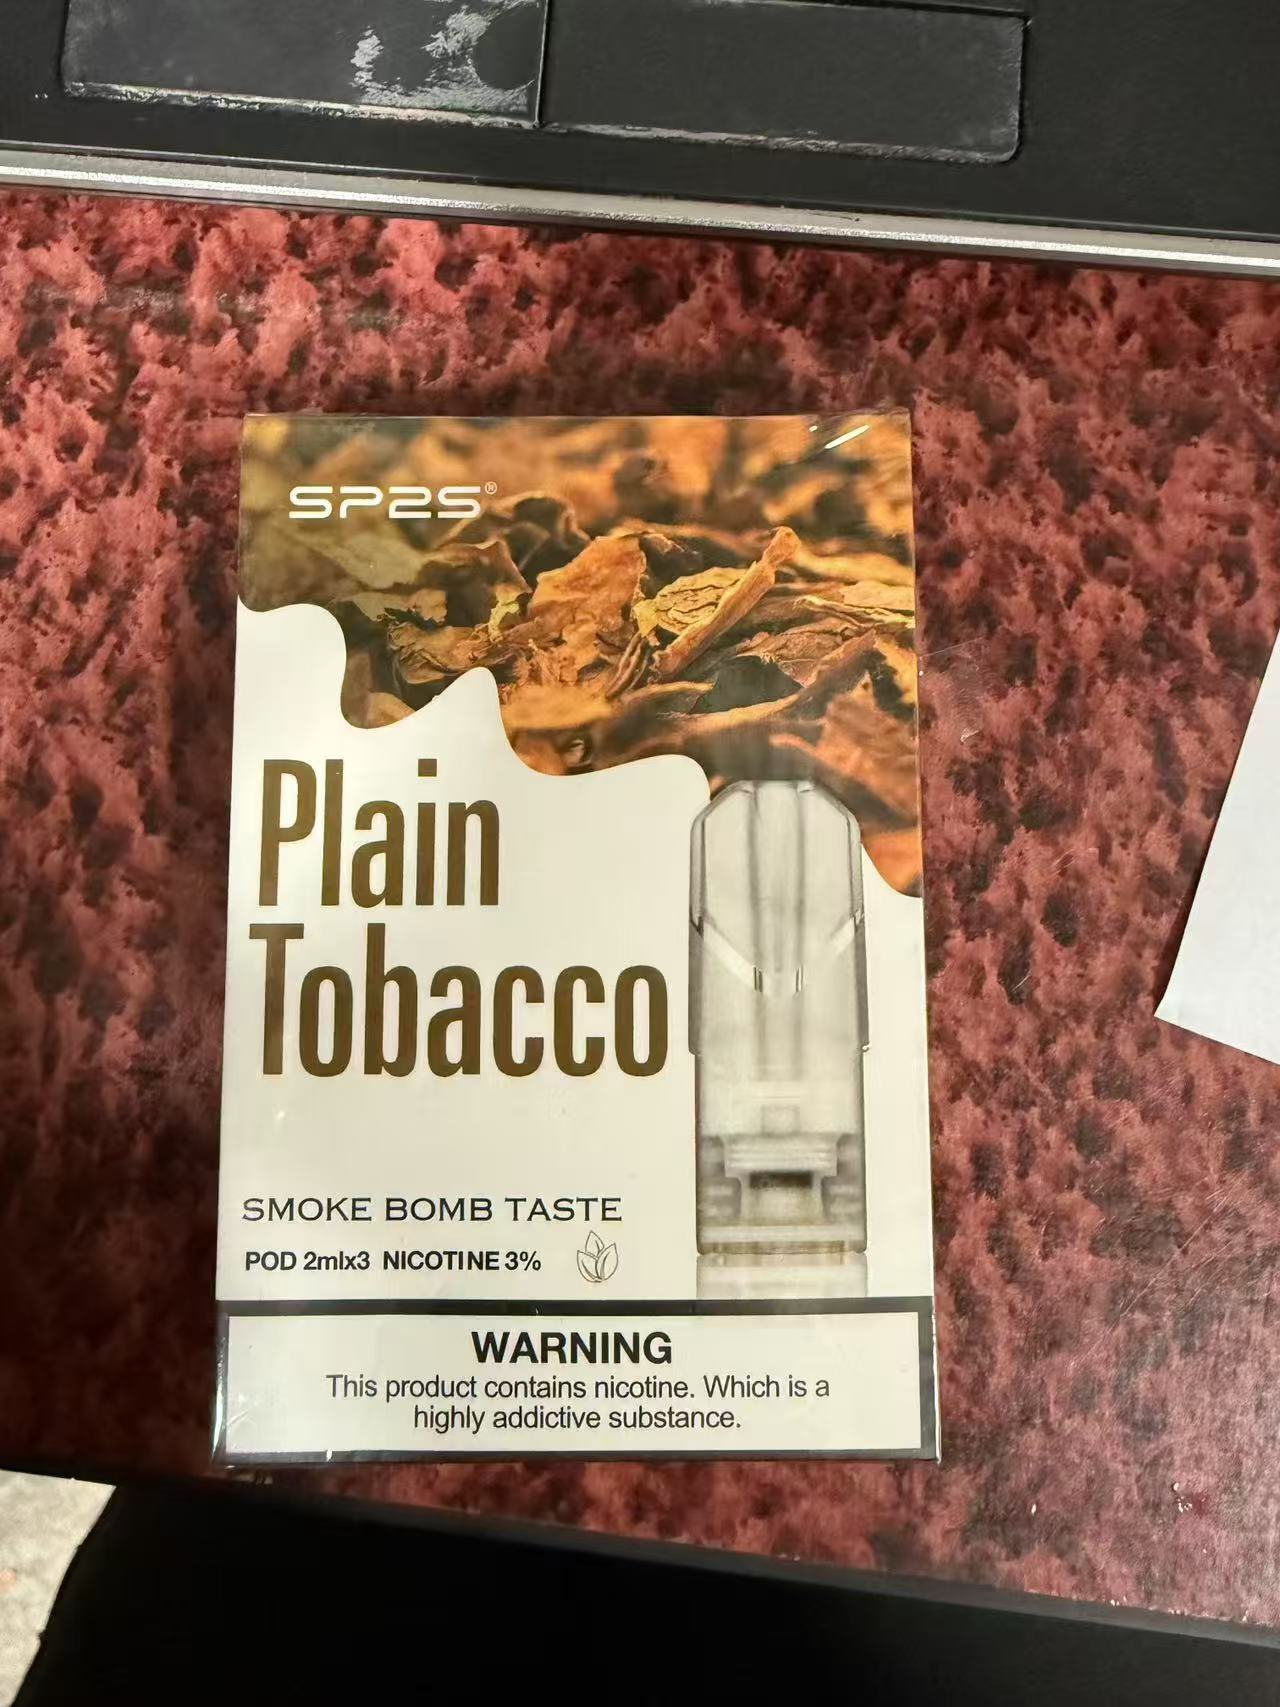 SP2S®
Plain
Tobacco
SMOKE BOMB TASTE
POD 2mlx3 NICOTINE 3%
WARNING
This product contains nicotine. Which is a
highly addictive substance.